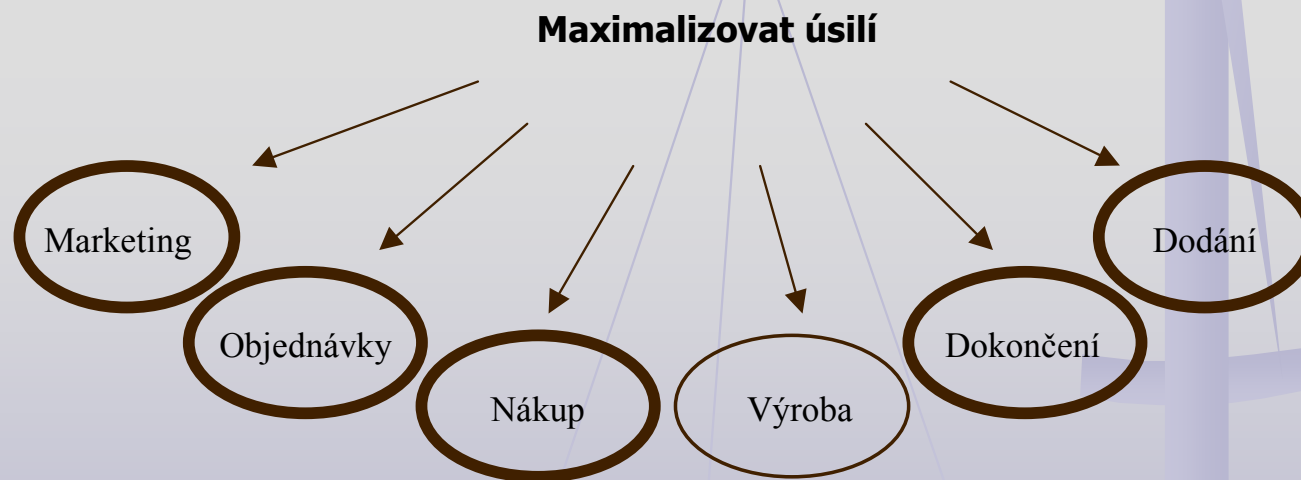 Maximalizovat úsilí
Marketing
Objednávky
Nákup
Výroba
Dokončení
Dodání